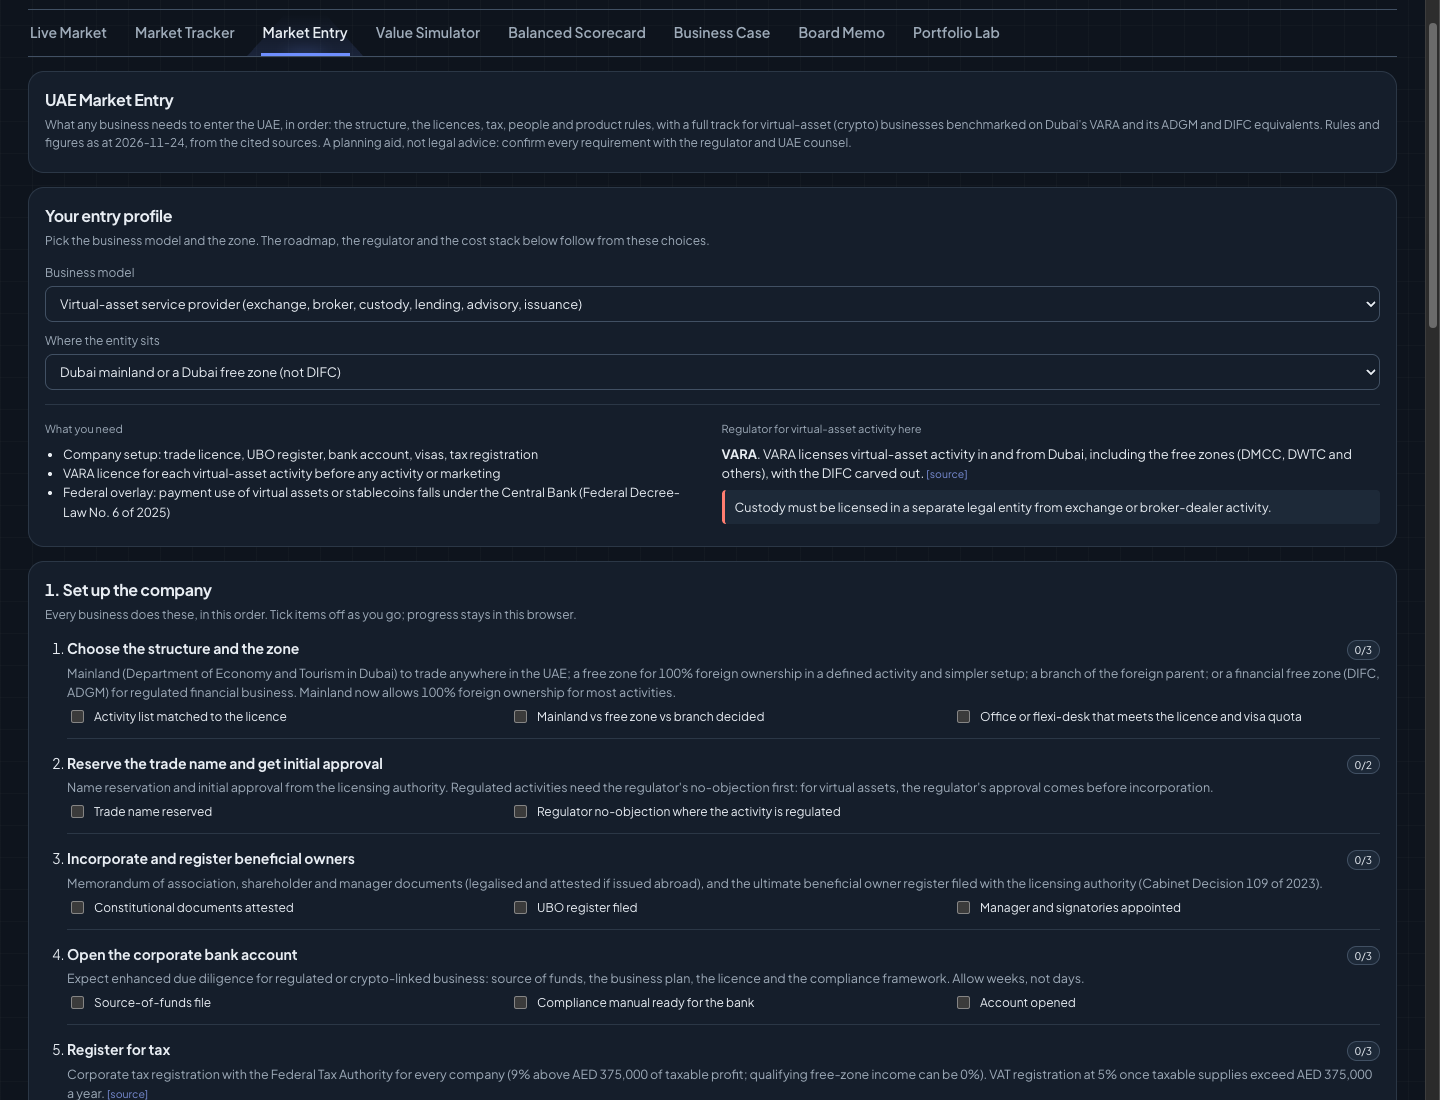 Live Market
Market Tracker
Market Entry
Value Simulator
Balanced Scorecard
Business Case
Board Memo
Portfolio Lab
UAE Market Entry
What any business needs to enter the UAE, in order: the structure, the licences, tax, people and product rules, with a full track for virtual-asset (crypto) businesses benchmarked on Dubai's VARA and its ADGM and DIFC equivalents. Rules and
figures as at 2026-11-24, from the cited sources. A planning aid, not legal advice: confirm every requirement with the regulator and UAE counsel.
Your entry profile
Pick the business model and the zone. The roadmap, the regulator and the cost stack below follow from these choices.
Business model
Virtual-asset service provider (exchange, broker, custody, lending, advisory, issuance)
Where the entity sits
Dubai mainland or a Dubai free zone (not DIFC)
What you need
• Company setup: trade licence, UBO register, bank account, visas, tax registration
• VARA licence for each virtual-asset activity before any activity or marketing
• Federal overlay: payment use of virtual assets or stablecoins falls under the Central Bank (Federal Decree-
Law No. 6 of 2025)
Regulator for virtual-asset activity here
VARA. VARA licenses virtual-asset activity in and from Dubai, including the free zones (DMCC, DWTC and
others), with the DIFC carved out. [source]
Custody must be licensed in a separate legal entity from exchange or broker-dealer activity.
1. Set up the company
Every business does these, in this order. Tick items off as you go; progress stays in this browser.
1. Choose the structure and the zone
0/3
Mainland (Department of Economy and Tourism in Dubai) to trade anywhere in the UAE; a free zone for 100% foreign ownership in a defined activity and simpler setup; a branch of the foreign parent; or a financial free zone (DIFC,
ADGM) for regulated financial business. Mainland now allows 100% foreign ownership for most activities.
Activity list matched to the licence
Mainland vs free zone vs branch decided
Office or flexi-desk that meets the licence and visa quota
2. Reserve the trade name and get initial approval
0/2
Name reservation and initial approval from the licensing authority. Regulated activities need the regulator's no-objection first: for virtual assets, the regulator's approval comes before incorporation.
Trade name reserved
Regulator no-objection where the activity is regulated
3. Incorporate and register beneficial owners
0/3
Memorandum of association, shareholder and manager documents (legalised and attested if issued abroad), and the ultimate beneficial owner register filed with the licensing authority (Cabinet Decision 109 of 2023).
Constitutional documents attested
UBO register filed
Manager and signatories appointed
4. Open the corporate bank account
0/3
Expect enhanced due diligence for regulated or crypto-linked business: source of funds, the business plan, the licence and the compliance framework. Allow weeks, not days.
Source-of-funds file
Compliance manual ready for the bank
Account opened
5. Register for tax
0/3
Corporate tax registration with the Federal Tax Authority for every company (9% above AED 375,000 of taxable profit; qualifying free-zone income can be 0%). VAT registration at 5% once taxable supplies exceed AED 375,000
a year. [source]